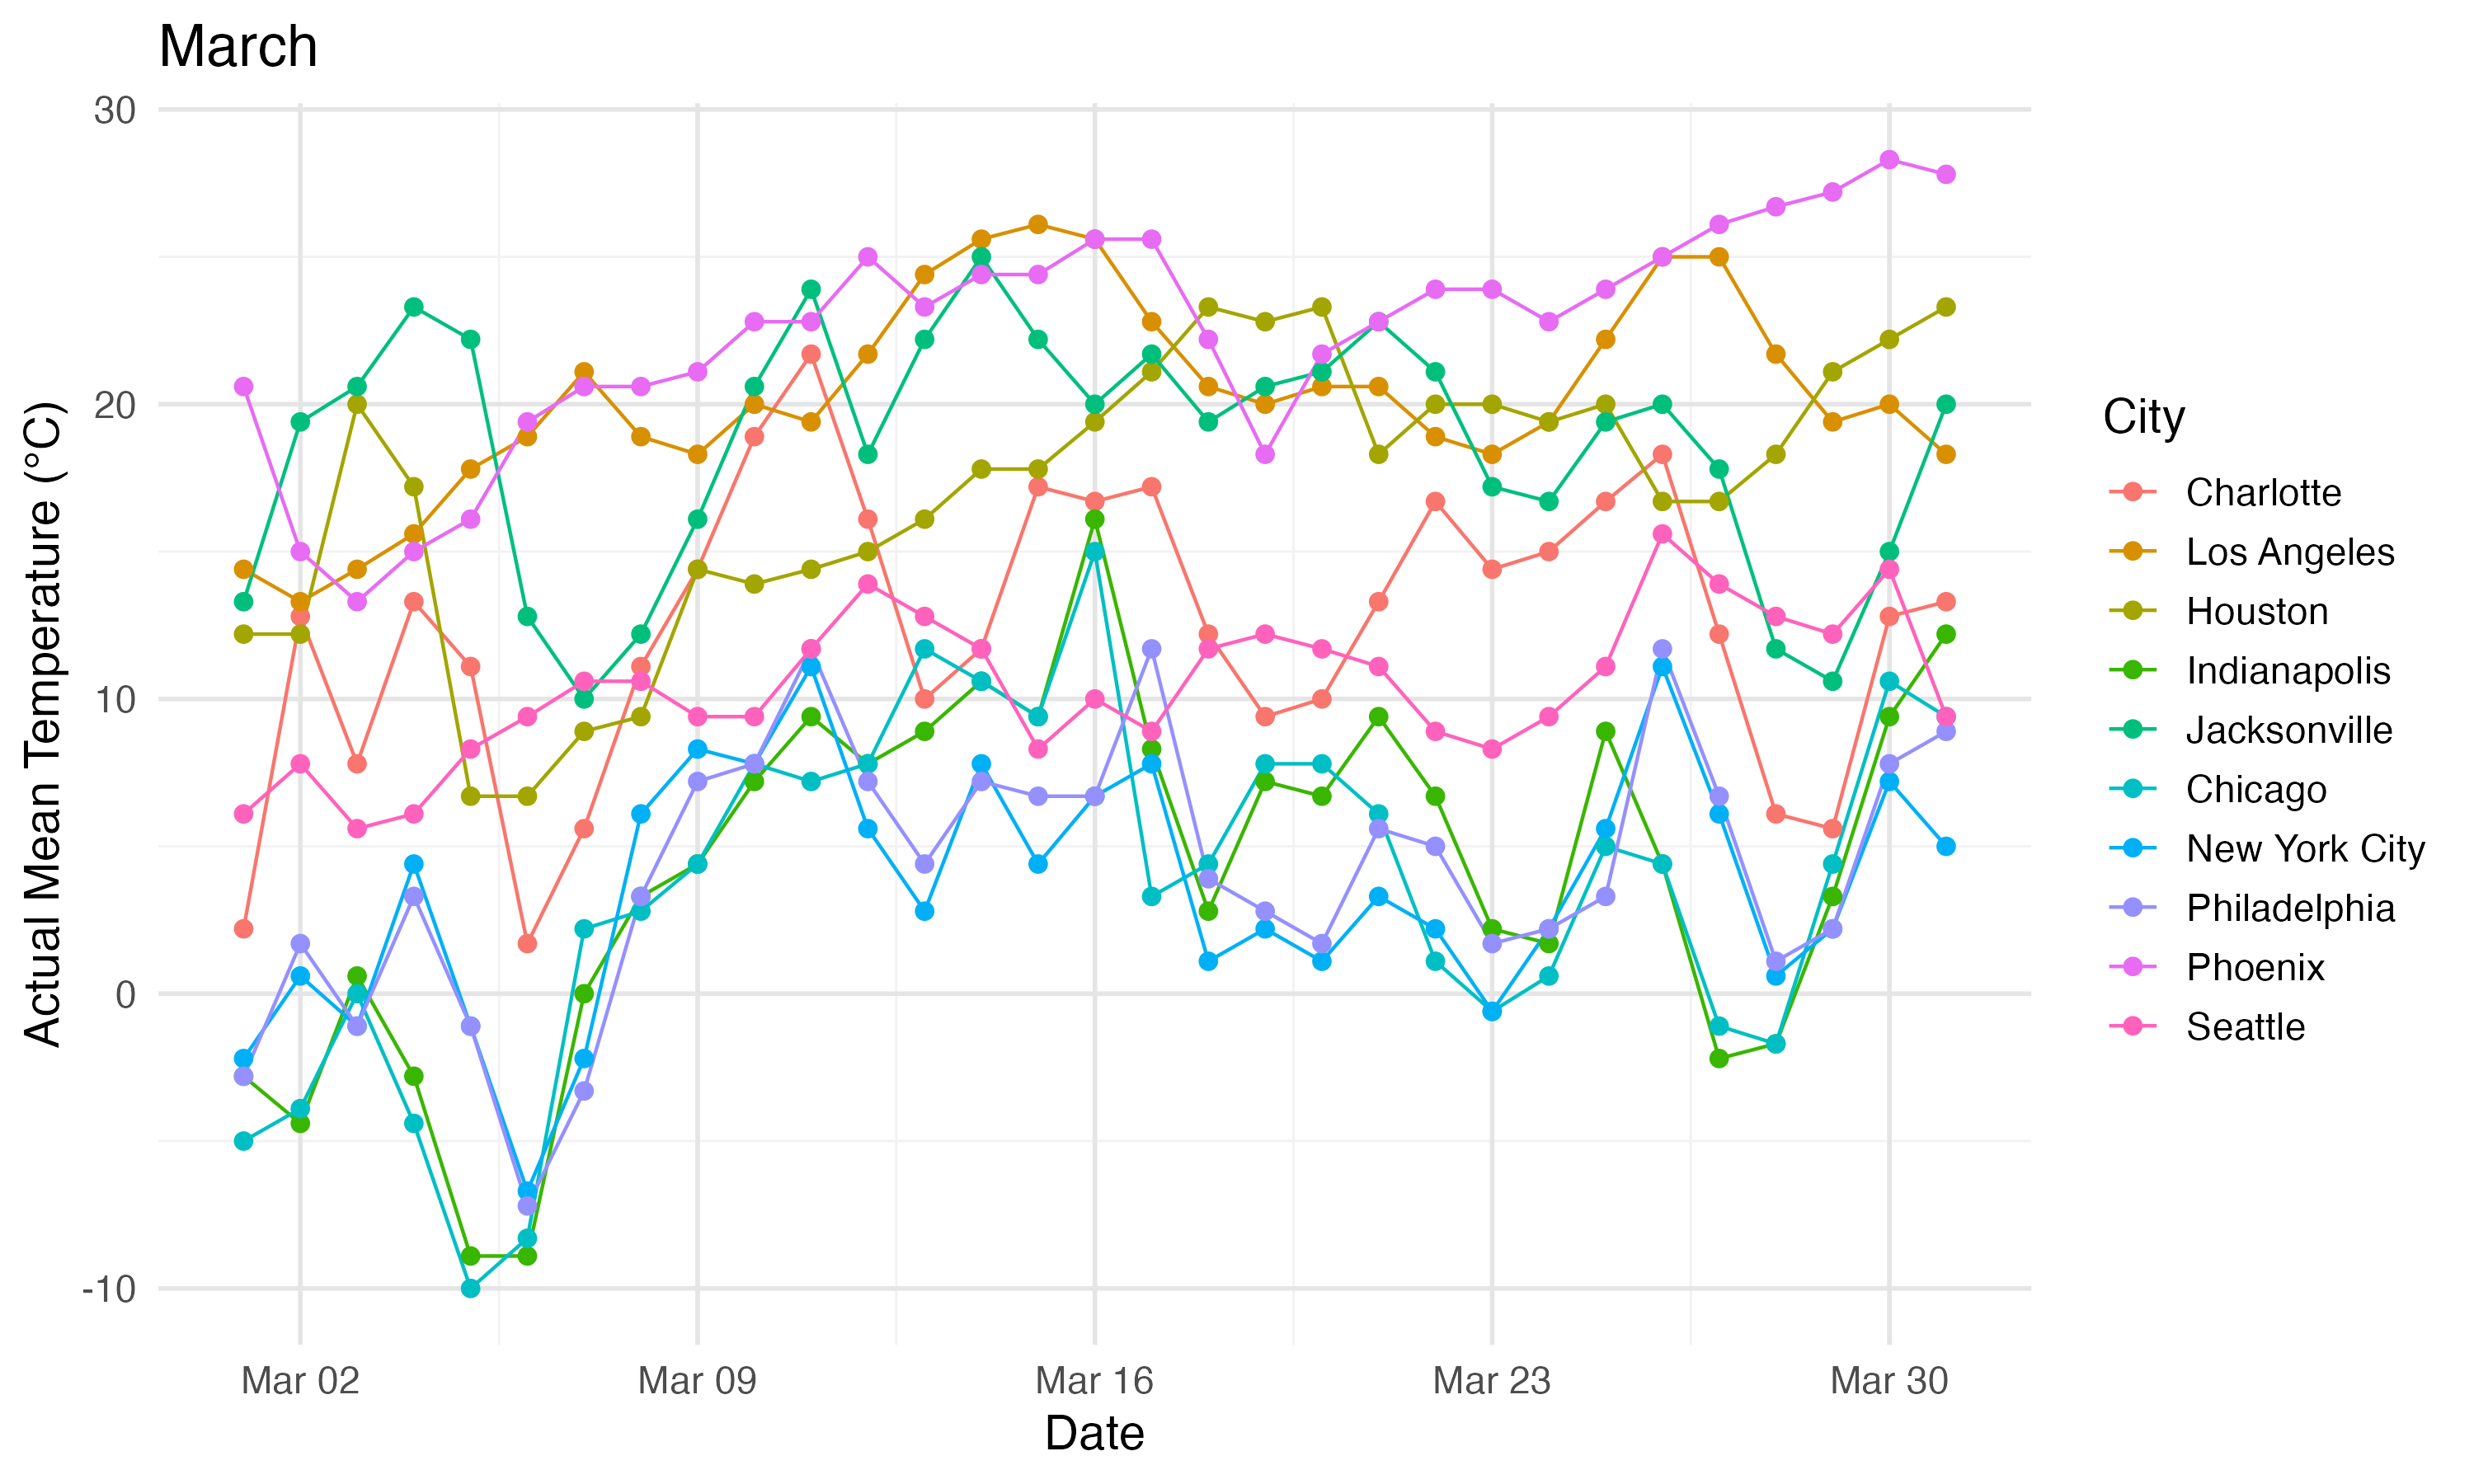 March
30
20
10
0
-10
Actual Mean Temperature (°C)
Mar 02
Mar 09
Mar 16
Mar 23
Mar 30
Date
City
Charlotte
Los Angeles
Houston
Indianapolis
Jacksonville
Chicago
New York City
Philadelphia
Phoenix
Seattle